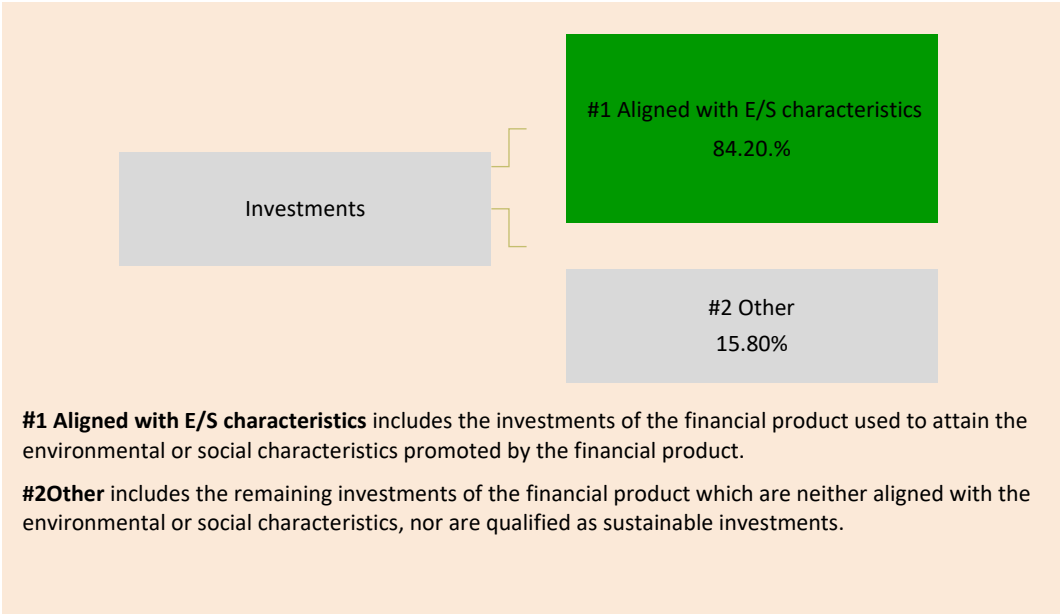 #1 Aligned with E/S characteristics
84.20.%
Investments
#2 Other
15.80%
#1 Aligned with E/S characteristics includes the investments of the financial product used to attain the
environmental or social characteristics promoted by the financial product.
#2Other includes the remaining investments of the financial product which are neither aligned with the
environmental or social characteristics, nor are qualified as sustainable investments.